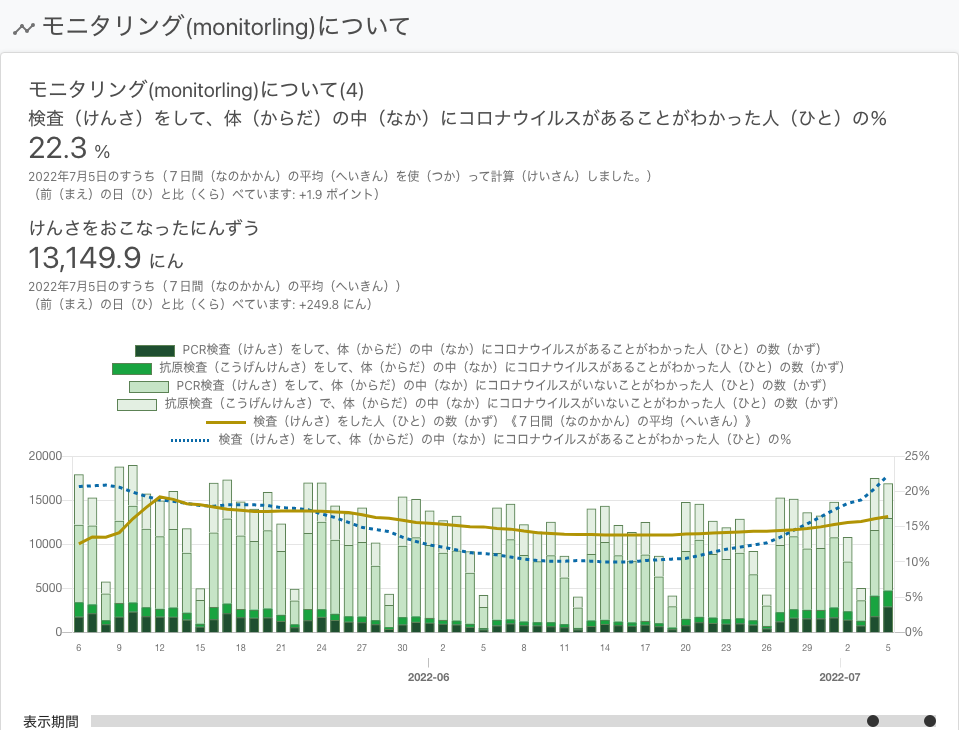 モニタリング(monitorling)について
モニタリング(monitorling)について(4)
検査（けんさ）をして、体（からだ）の中（なか）にコロナウイルスがあることがわかった人（ひと）の%
22.3 %
2022年7月5日のすうち（７日間（なのかかん）の平均（へいきん）を使（つか）って計算（けいさん）しました。）
（前（まえ）の日（ひ）と比（くら）べています: +1.9 ポイント）
けんさをおこなったにんずう
13,149.9 にん
2022年7月5日のすうち（７日間（なのかかん）の平均（へいきん））
（前（まえ）の日（ひ）と比（くら）べています: +249.8 にん）
PCR検査（けんさ）をして、体（からだ）の中（なか）にコロナウイルスがあることがわかった人（ひと）の数（かず）
抗原検査（こうげんけんさ）をして、体（からだ）の中（なか）にコロナウイルスがあることがわかった人（ひと）の数（かず）
PCR検査（けんさ）をして、体（からだ）の中（なか）にコロナウイルスがいないことがわかった人（ひと）の数（かず）
抗原検査（こうげんけんさ）で、体（からだ）の中（なか）にコロナウイルスがいないことがわかった人（ひと）の数（かず）
検査（けんさ）をした人（ひと）の数（かず）《７日間（なのかかん）の平均（へいきん）》
検査（けんさ）をして、体（からだ）の中（なか）にコロナウイルスがあることがわかった人（ひと）の%
20000 25%
20%
15000
15%
10000
10%
5000
5%
0 0%
6 9 12 15 18 21 24 27 30 2 5 8 11 14 17 20 23 26 29 2 5
2022-06 2022-07
表示期間